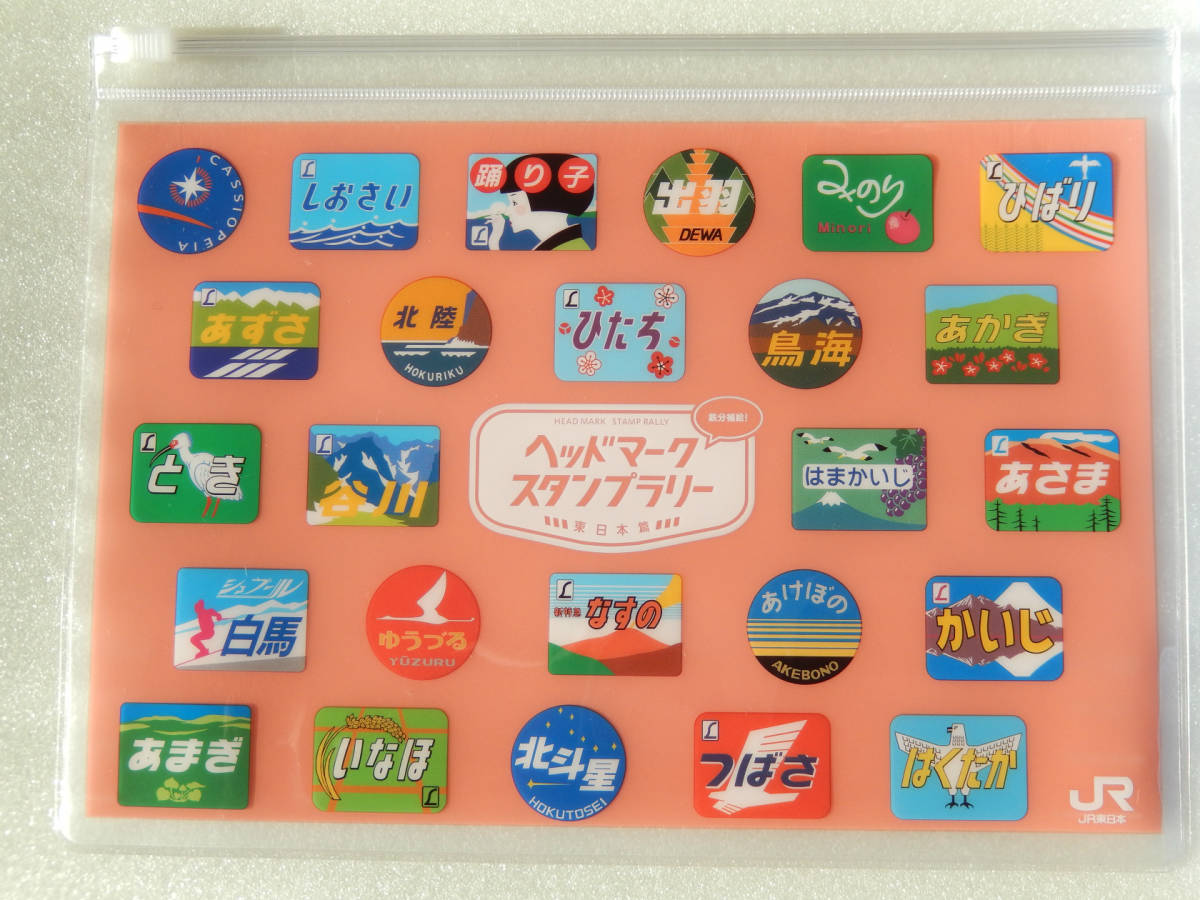 CASSIOPEIA
L
しおさい
踊り子
L
出羽
DEWA
みのり
Minori
L
ひばり
L
あずさ
北陸
HOKURIKU
L
ひたち
鳥海
あかぎ
L
とき
L
谷川
HEAD MARK STAMP RALLY
鉄分補給!
ヘッドマーク
スタンプラリー
東日本篇
はまかいじ
L
あさま
シュプール
白馬
ゆうづる
YŪZURU
L
新特急
なすの
あけぼの
AKEBONO
L
かいじ
あまぎ
いなほ
L
北斗星
HOKUTOSEI
L
つばさ
はくたか
JR
JR東日本